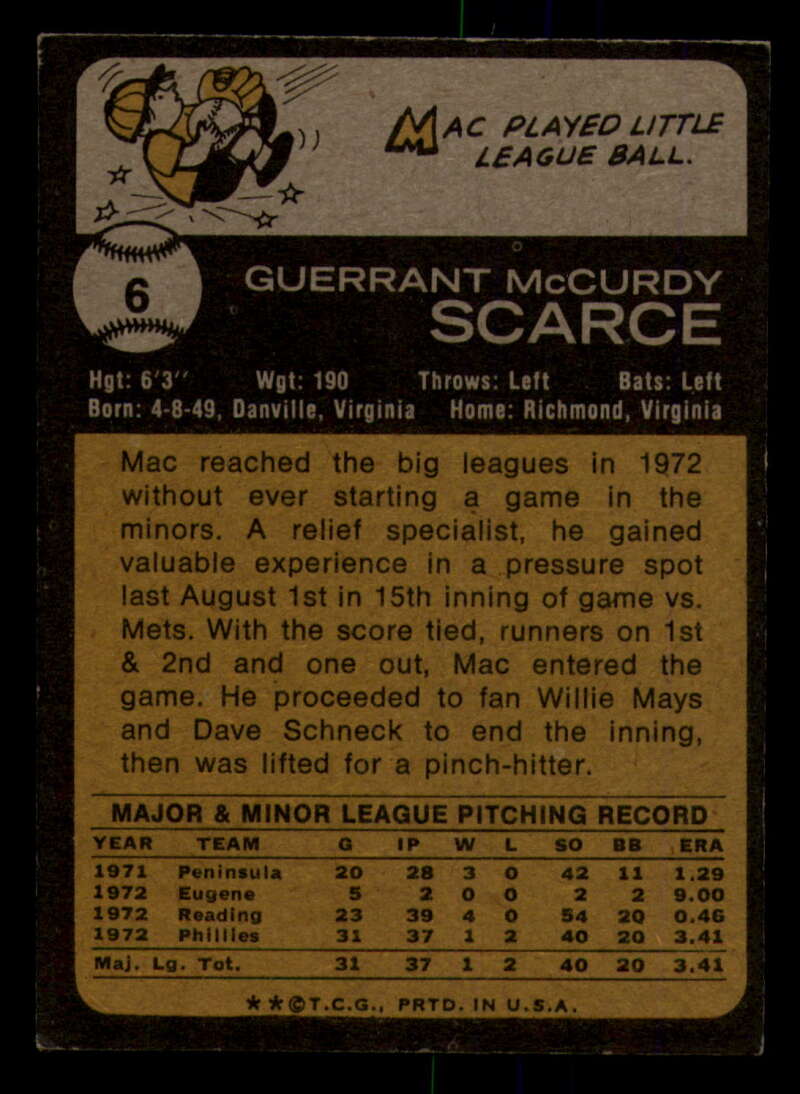 MAC PLAYED LITTLE
LEAGUE BALL.
6
GUERRANT McCURDY
SCARCE
Hgt: 6'3" Wgt: 190 Throws: Left Bats: Left
Born: 4-8-49, Danville, Virginia Home: Richmond, Virginia
Mac reached the big leagues in 1972
without ever starting a game in the
minors. A relief specialist, he gained
valuable experience in a pressure spot
last August 1st in 15th inning of game vs.
Mets. With the score tied, runners on 1st
& 2nd and one out, Mac entered the
game. He proceeded to fan Willie Mays
and Dave Schneck to end the inning,
then was lifted for a pinch-hitter.
MAJOR & MINOR LEAGUE PITCHING RECORD
YEAR TEAM G IP W L SO BB ERA
1971 Peninsula 20 28 3 0 42 11 1.29
1972 Eugene 5 2 0 0 2 2 9.00
1972 Reading 23 39 4 0 54 20 0.46
1972 Phillies 31 37 1 2 40 20 3.41
Maj. Lg. Tot. 31 37 1 2 40 20 3.41
★★©T.C.G., PRTD. IN U.S.A.